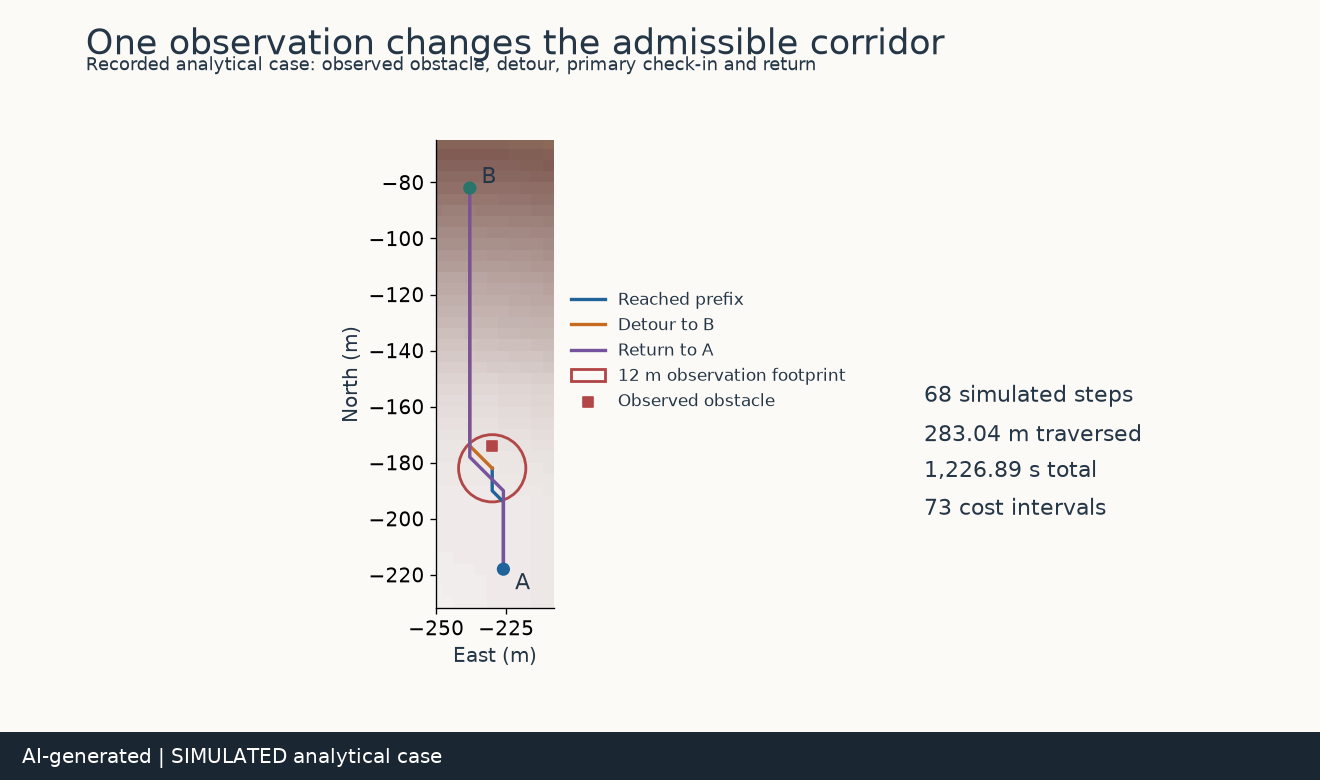 One observation changes the admissible corridor
Recorded analytical case: observed obstacle, detour, primary check-in and return
B
−80
−100
−120
−140
−160
−180
−200
−220
North (m)
A
−250 −225
East (m)
Reached prefix
Detour to B
Return to A
12 m observation footprint
Observed obstacle
68 simulated steps
283.04 m traversed
1,226.89 s total
73 cost intervals
AI-generated | SIMULATED analytical case